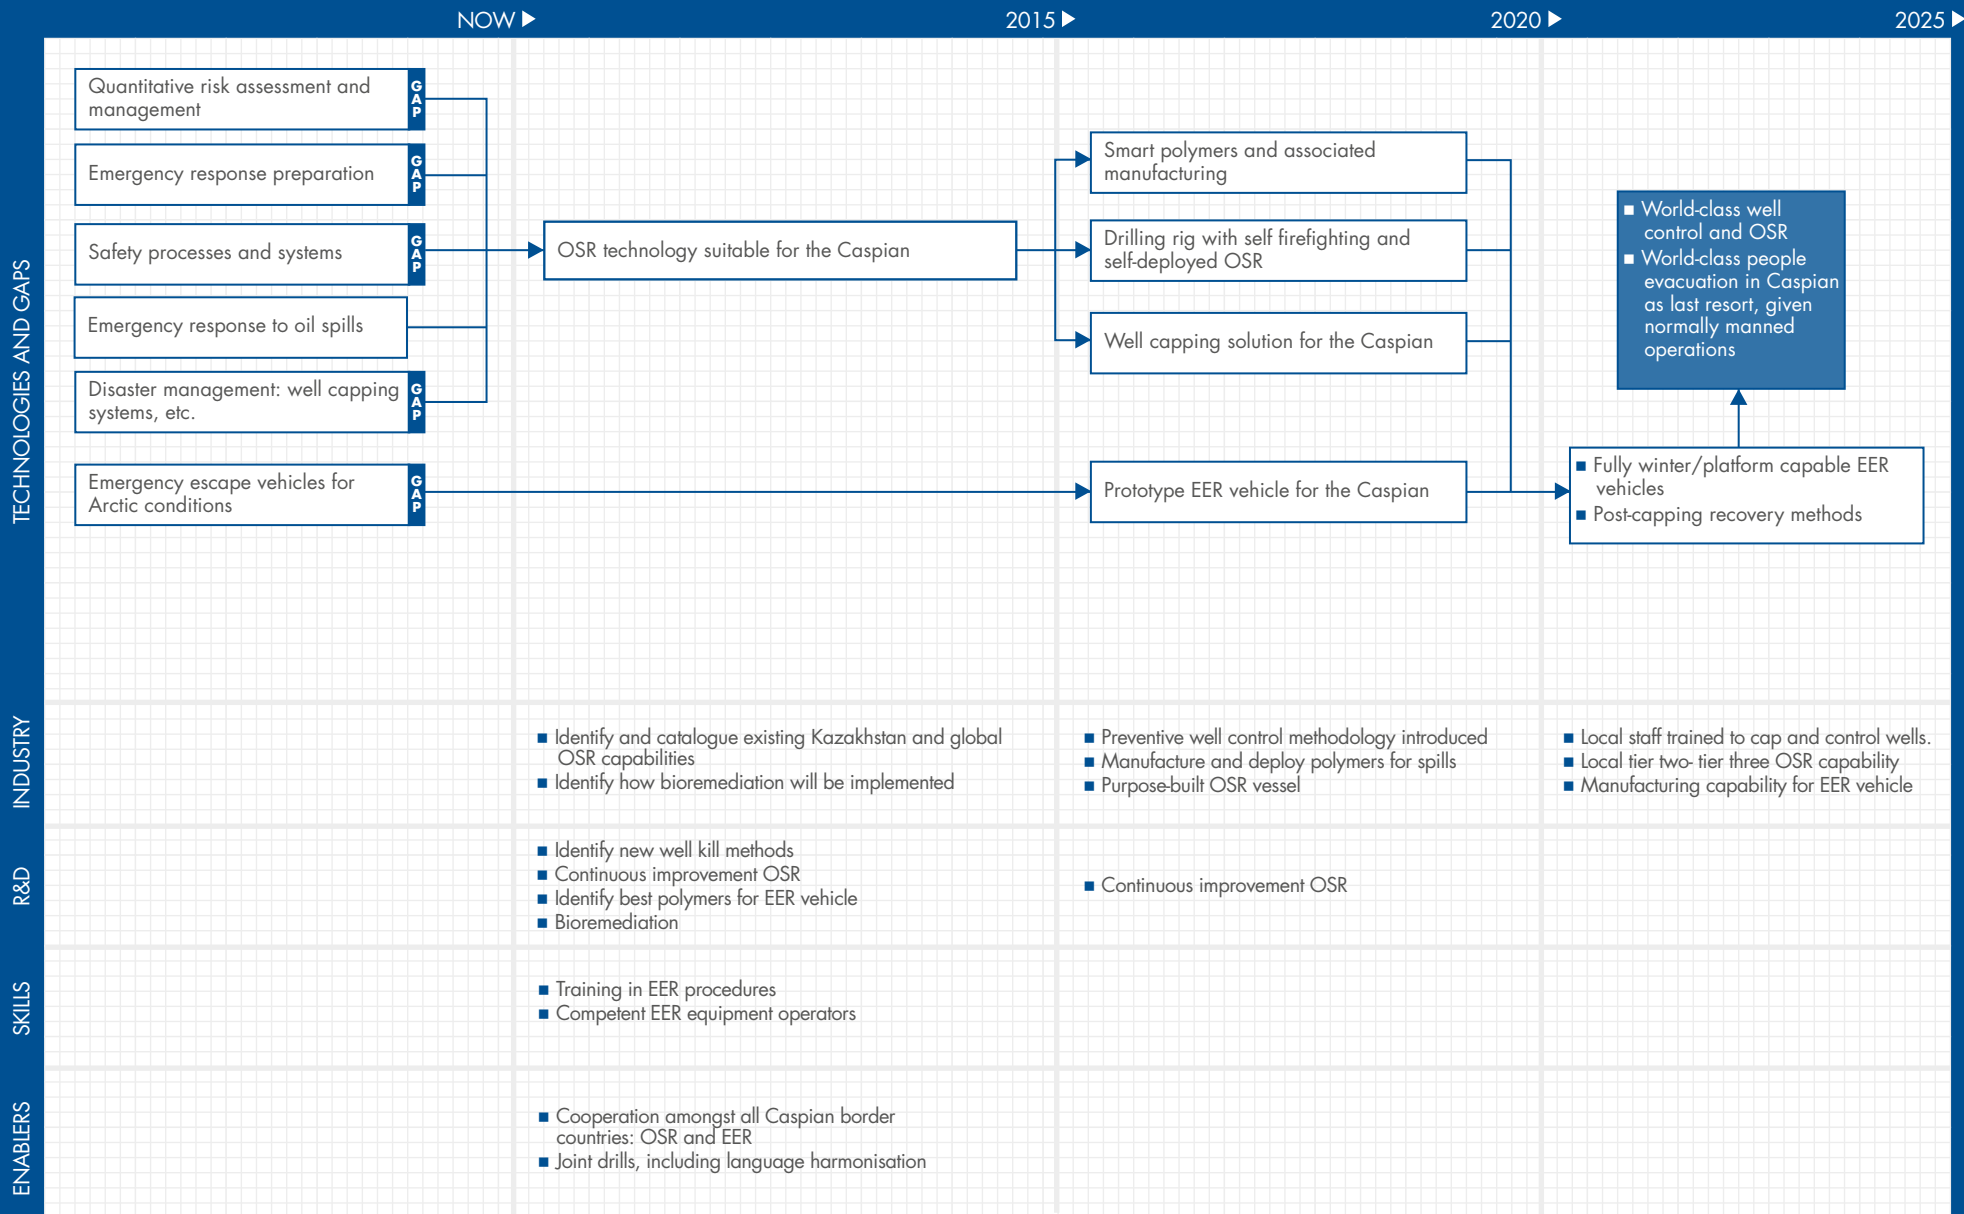 NOW
2015
2020
2025
TECHNOLOGIES AND GAPS
Quantitative risk assessment and
management
GAP
Emergency response preparation
GAP
Safety processes and systems
GAP
Emergency response to oil spills
Disaster management: well capping
systems, etc.
GAP
Emergency escape vehicles for
Arctic conditions
GAP
OSR technology suitable for the Caspian
Smart polymers and associated
manufacturing
Drilling rig with self firefighting and
self-deployed OSR
Well capping solution for the Caspian
Prototype EER vehicle for the Caspian
World-class well
control and OSR
World-class people
evacuation in Caspian
as last resort, given
normally manned
operations
Fully winter/platform capable EER
vehicles
Post-capping recovery methods
INDUSTRY
Identify and catalogue existing Kazakhstan and global
OSR capabilities
Identify how bioremediation will be implemented
Preventive well control methodology introduced
Manufacture and deploy polymers for spills
Purpose-built OSR vessel
Local staff trained to cap and control wells.
Local tier two- tier three OSR capability
Manufacturing capability for EER vehicle
R&D
Identify new well kill methods
Continuous improvement OSR
Identify best polymers for EER vehicle
Bioremediation
Continuous improvement OSR
SKILLS
Training in EER procedures
Competent EER equipment operators
ENABLERS
Cooperation amongst all Caspian border
countries: OSR and EER
Joint drills, including language harmonisation